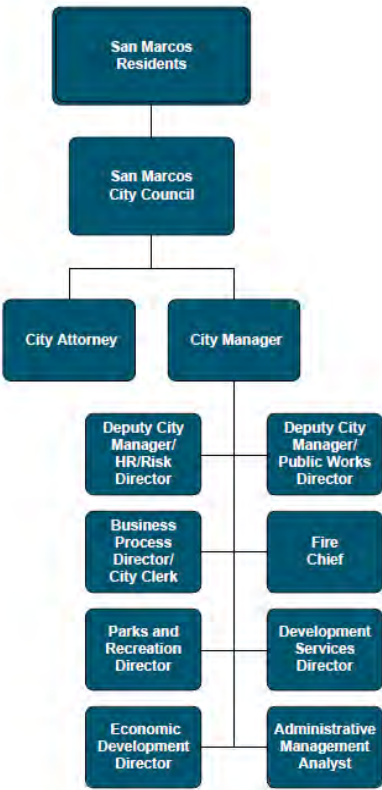 San Marcos
Residents
San Marcos
City Council
City Attorney
City Manager
Deputy City
Manager/
HR/Risk
Director
Deputy City
Manager/
Public Works
Director
Business
Process
Director/
City Clerk
Fire
Chief
Parks and
Recreation
Director
Development
Services
Director
Economic
Development
Director
Administrative
Management
Analyst